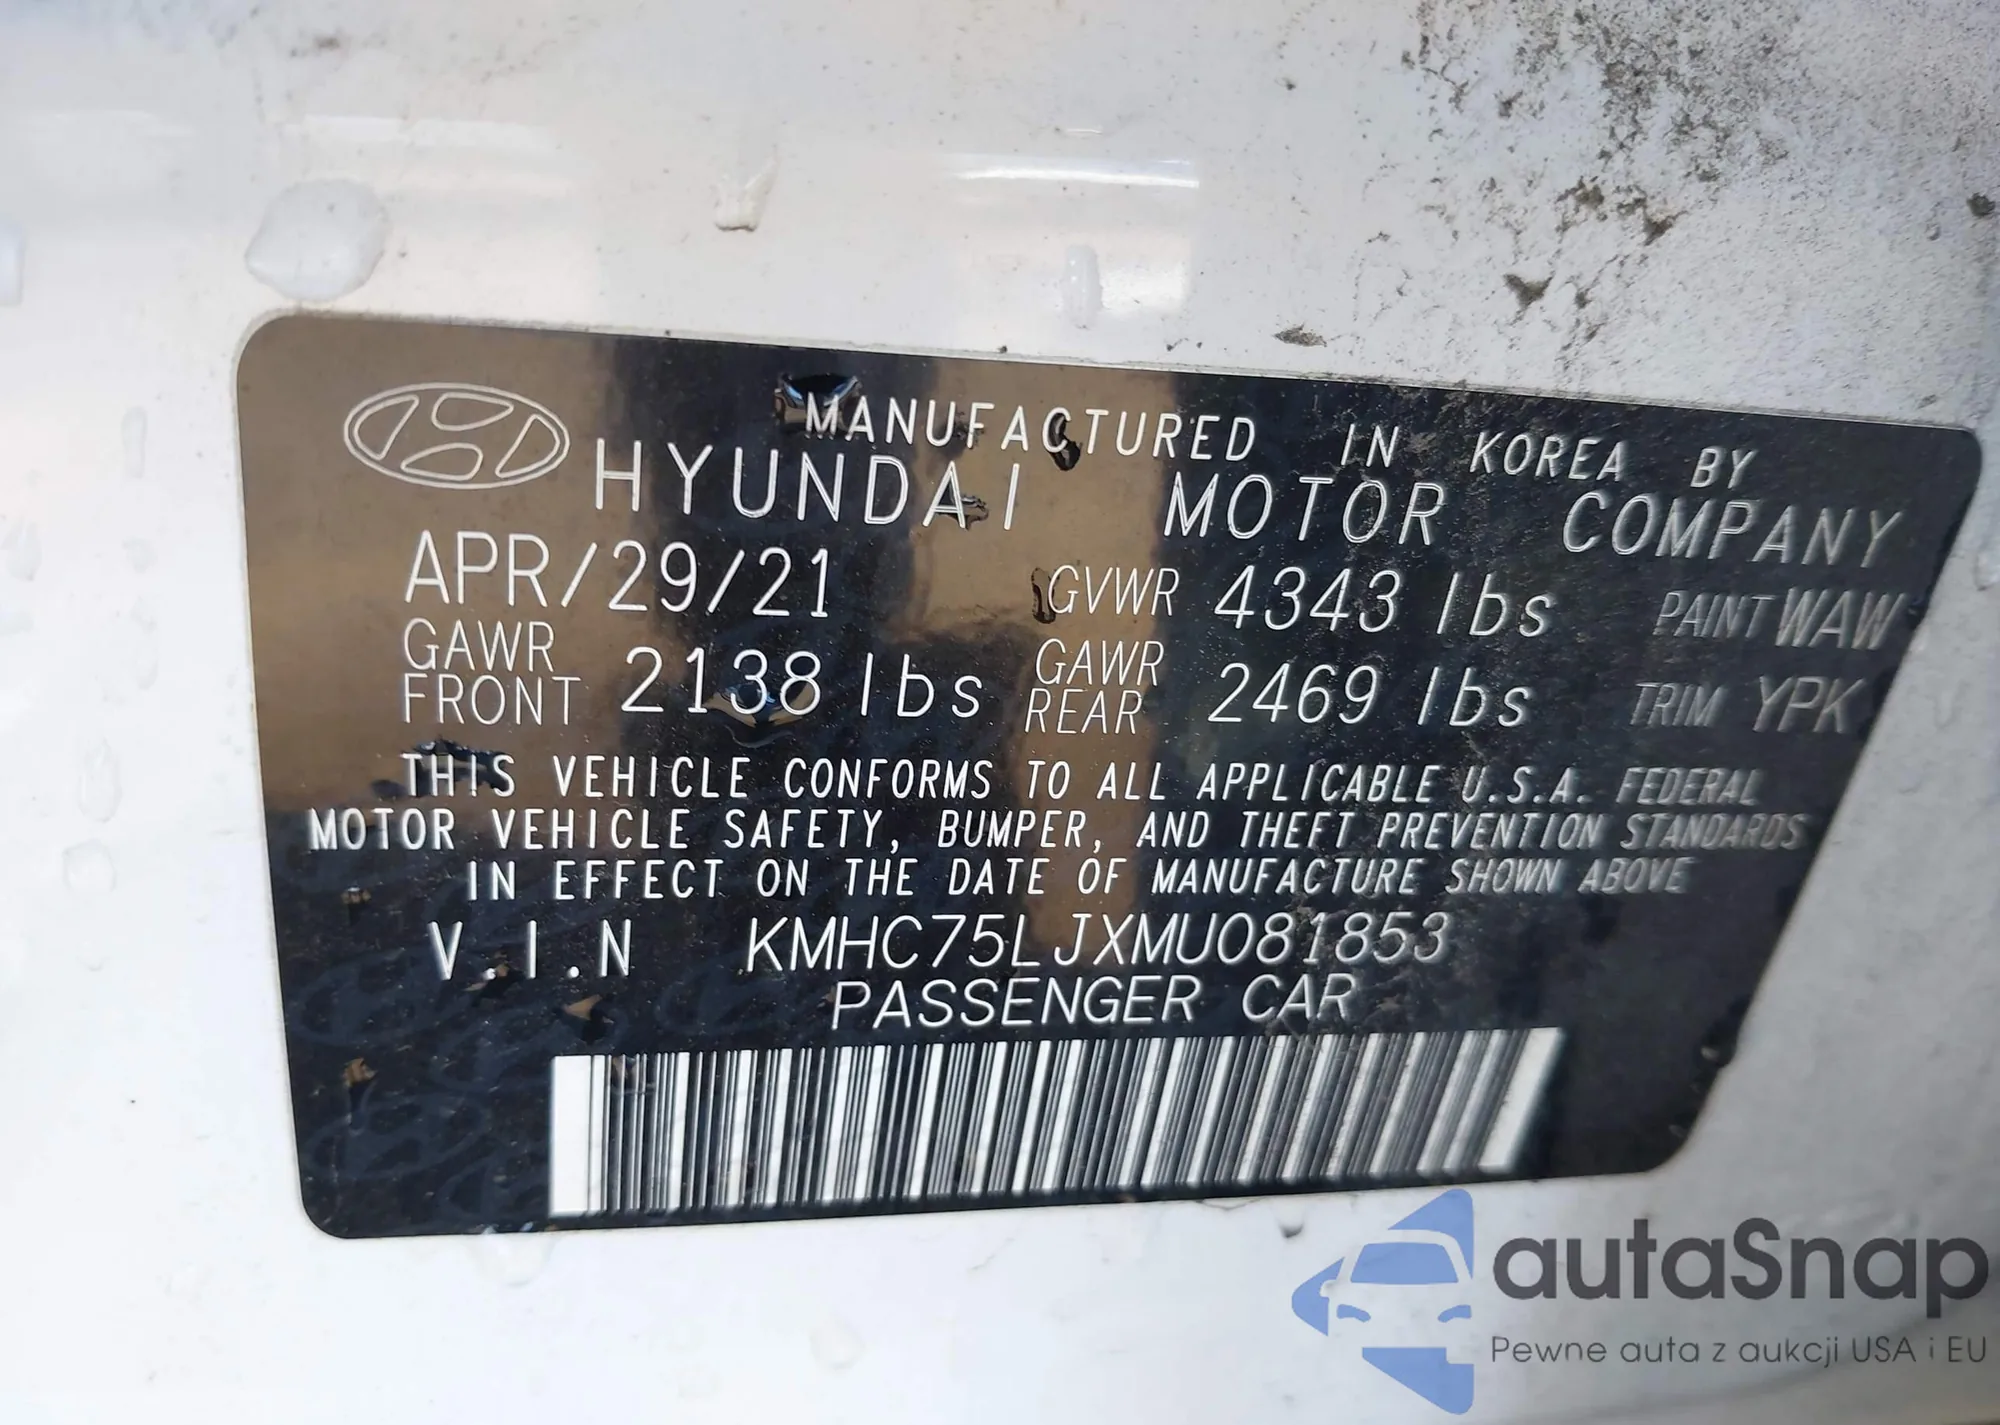 MANUFACTURED IN KOREA BY
HYUNDAI MOTOR COMPANY
APR/29/21 GVWR 4343 lbs PAINT WAW
GAWR FRONT 2138 lbs GAWR REAR 2469 lbs TRIM YPK
THIS VEHICLE CONFORMS TO ALL APPLICABLE U.S.A. FEDERAL
MOTOR VEHICLE SAFETY, BUMPER, AND THEFT PREVENTION STANDARDS
IN EFFECT ON THE DATE OF MANUFACTURE SHOWN ABOVE
V.I.N KMHC75LJXMU081853
PASSENGER CAR
autaSnap
Pewne auta z aukcji USA i EU